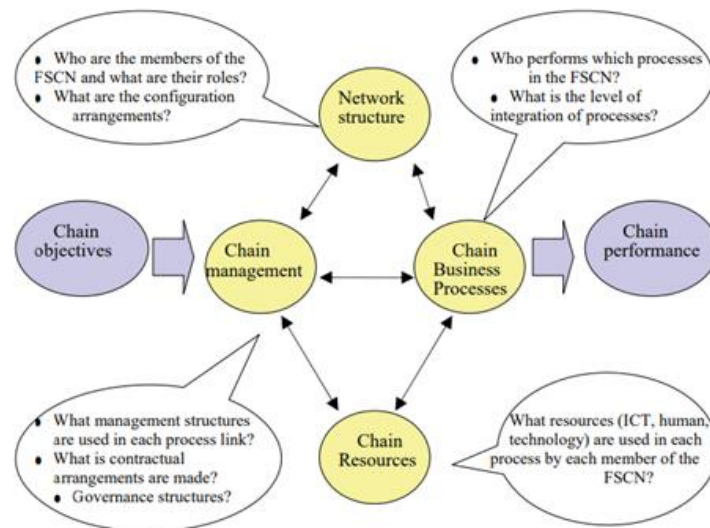 ● Who are the members of the
FSCN and what are their roles?
● What are the configuration
arrangements?
● Who performs which processes
in the FSCN?
● What is the level of
integration of processes?
Network
structure
Chain
objectives
Chain
management
Chain
Business
Processes
Chain
performance
● What management structures
are used in each process link?
● What is contractual
arrangements are made?
● Governance structures?
Chain
Resources
What resources (ICT, human,
technology) are used in each
process by each member of the
FSCN?